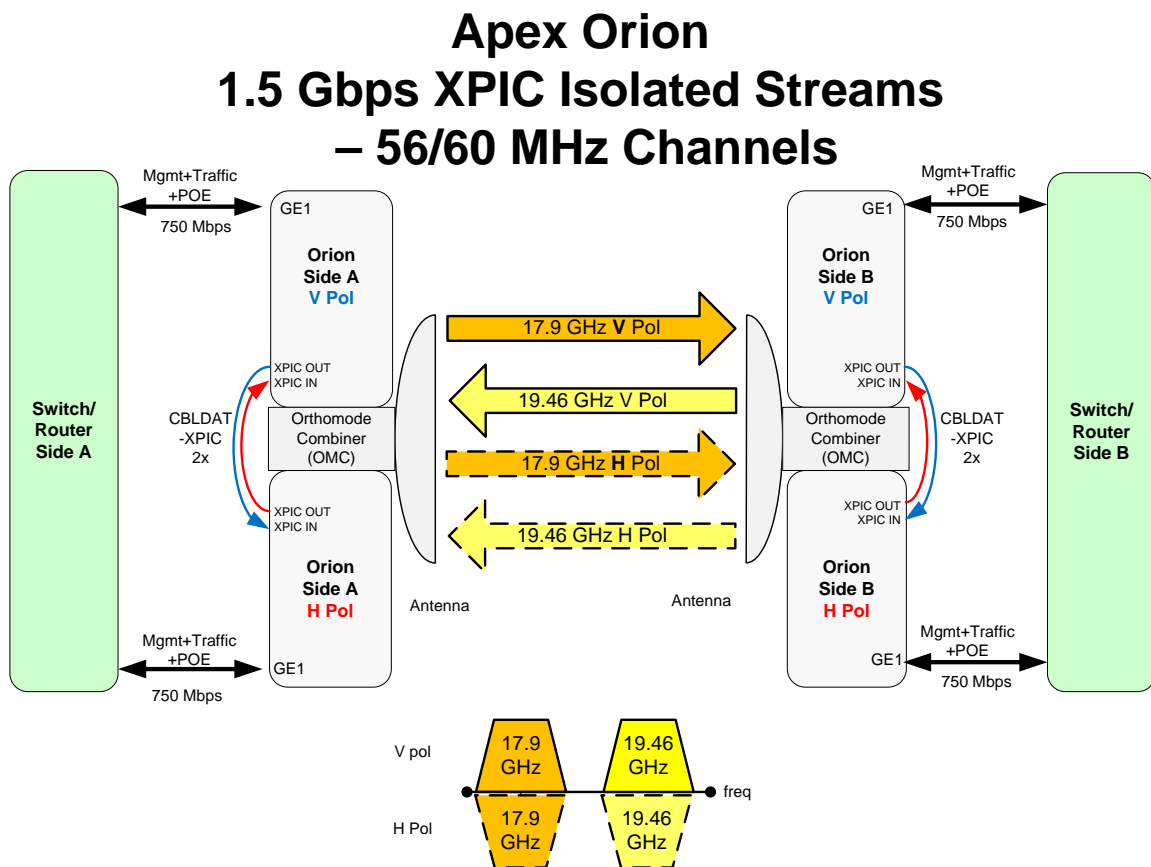 Apex Orion
1.5 Gbps XPIC Isolated Streams
– 56/60 MHz Channels
Mgmt+Traffic
+POE
750 Mbps
GE1
Orion
Side A
V Pol
XPIC OUT
XPIC IN
Switch/
Router
Side A
CBLDAT
-XPIC
2x
Orthomode
Combiner
(OMC)
XPIC OUT
XPIC IN
Orion
Side A
H Pol
GE1
Mgmt+Traffic
+POE
750 Mbps
Antenna
17.9 GHz V Pol
19.46 GHz V Pol
17.9 GHz H Pol
19.46 GHz H Pol
Antenna
Mgmt+Traffic
+POE
750 Mbps
GE1
Orion
Side B
V Pol
XPIC OUT
XPIC IN
Orthomode
Combiner
(OMC)
CBLDAT
-XPIC
2x
Switch/
Router
Side B
XPIC OUT
XPIC IN
Orion
Side B
H Pol
GE1
Mgmt+Traffic
+POE
750 Mbps
V pol
17.9
GHz
19.46
GHz
freq
H Pol
17.9
GHz
19.46
GHz